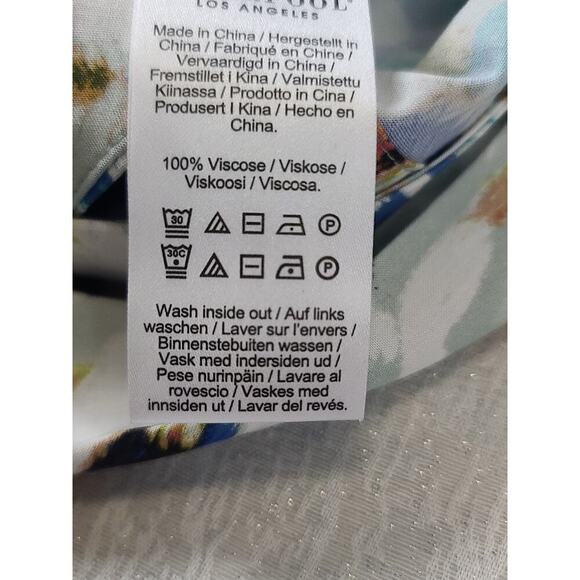 POOL®
LOS ANGELES
Made in China / Hergestellt in
China / Fabriqué en Chine /
Vervaardigd in China /
Fremstillet i Kina / Valmistettu
Kiinassa / Prodotto in Cina /
Produsert I Kina / Hecho en
China.
100% Viscose / Viskose /
Viskoosi / Viscosa.
30 P
30C P
Wash inside out / Auf links
waschen / Laver sur l'envers /
Binnenstebuiten wassen /
Vask med indersiden ud /
Pese nurinpäin / Lavare al
rovescio / Vaskes med
innsiden ut / Lavar del revés.